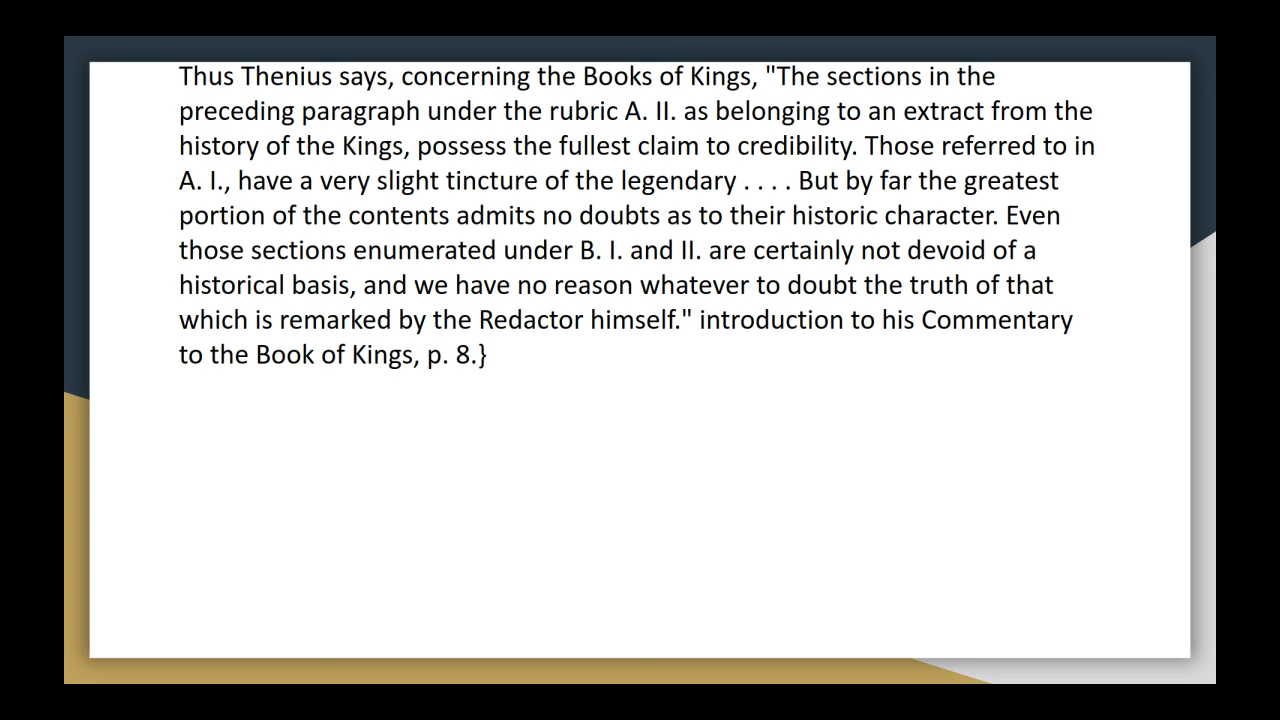 Thus Thenius says, concerning the Books of Kings, "The sections in the
preceding paragraph under the rubric A. II. as belonging to an extract from the
history of the Kings, possess the fullest claim to credibility. Those referred to in
A. I., have a very slight tincture of the legendary . . . . But by far the greatest
portion of the contents admits no doubts as to their historic character. Even
those sections enumerated under B. I. and II. are certainly not devoid of a
historical basis, and we have no reason whatever to doubt the truth of that
which is remarked by the Redactor himself." introduction to his Commentary
to the Book of Kings, p. 8.}